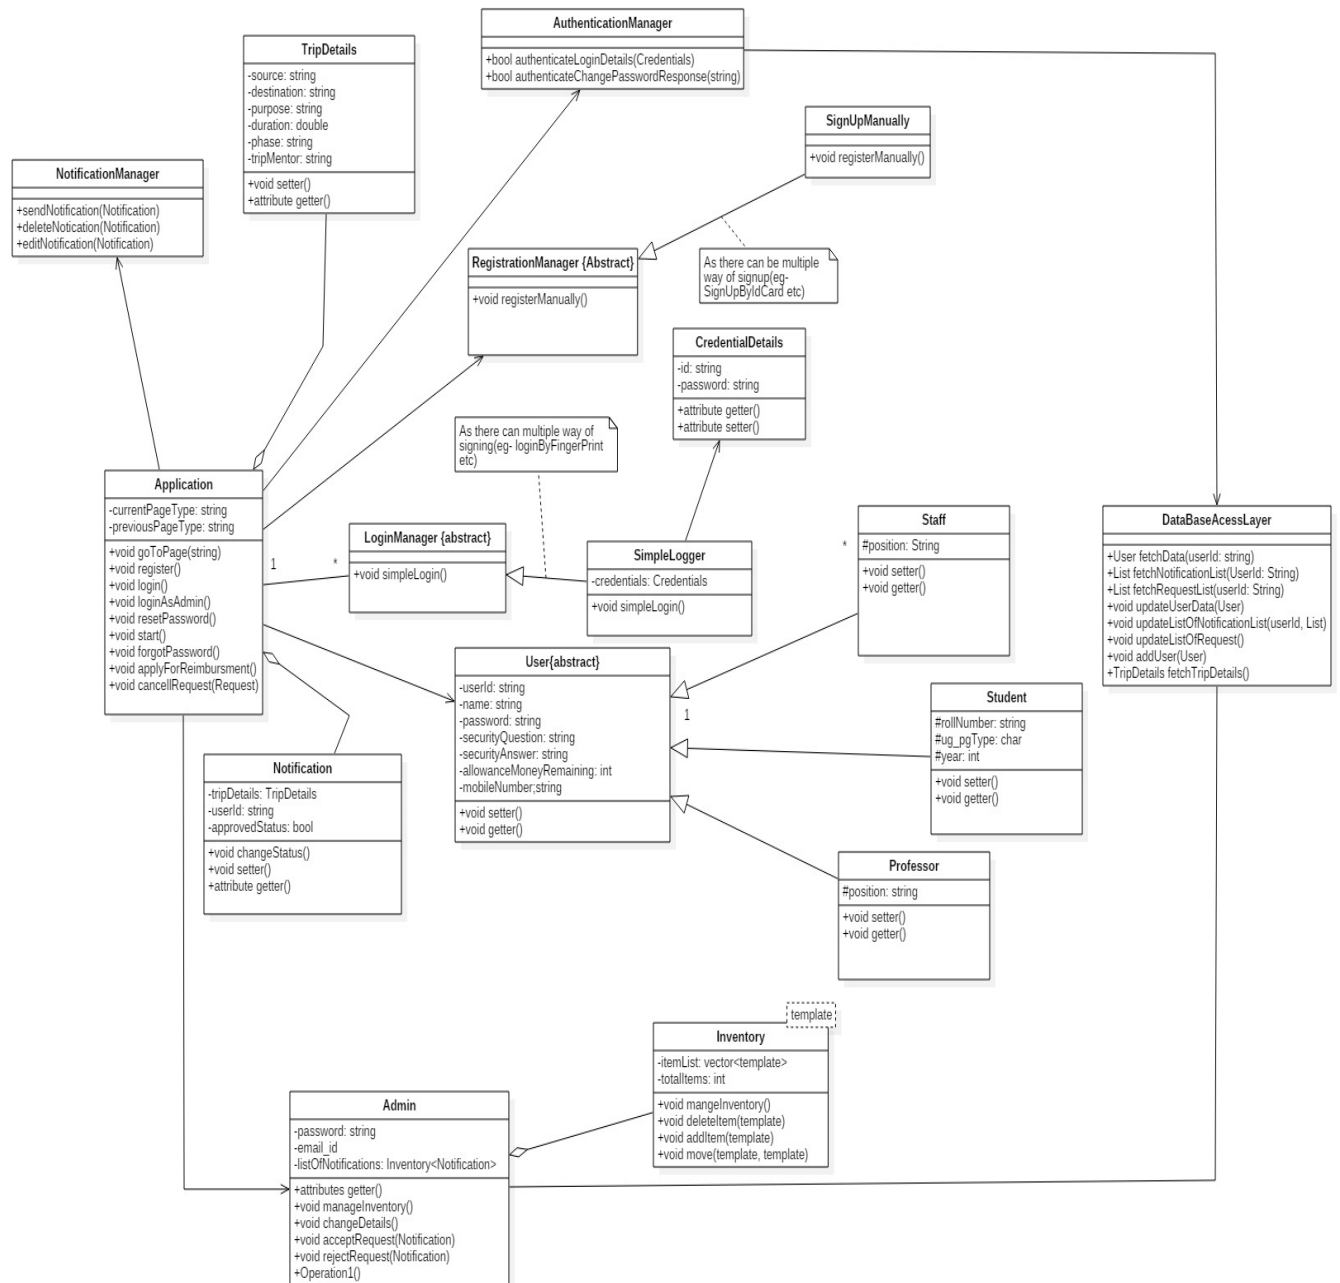 AuthenticationManager
+bool authenticateLoginDetails(Credentials)
+bool authenticateChangePasswordResponse(string)
TripDetails
-source: string
-destination: string
-purpose: string
-duration: double
-phase: string
-tripMentor: string
+void setter()
+attribute getter()
SignUpManually
+void registerManually()
NotificationManager
+sendNotification(Notification)
+deleteNotication(Notification)
+editNotification(Notification)
RegistrationManager {Abstract}
+void registerManually()
As there can be multiple
way of signup(eg-
SignUpByIdCard etc)
CredentialDetails
-id: string
-password: string
+attribute getter()
+attribute setter()
As there can multiple way of
signing(eg- loginByFingerPrint
etc)
Application
-currentPageType: string
-previousPageType: string
+void goToPage(string)
+void register()
+void login()
+void loginAsAdmin()
+void resetPassword()
+void start()
+void forgotPassword()
+void applyForReimbursment()
+void cancellRequest(Request)
1
*
LoginManager {abstract}
+void simpleLogin()
SimpleLogger
-credentials: Credentials
+void simpleLogin()
*
Staff
#position: String
+void setter()
+void getter()
DataBaseAcessLayer
+User fetchData(userId: string)
+List fetchNotificationList(UserId: String)
+List fetchRequestList(userId: String)
+void updateUserData(User)
+void updateListOfNotificationList(userId, List)
+void updateListOfRequest()
+void addUser(User)
+TripDetails fetchTripDetails()
User{abstract}
-userId: string
-name: string
-password: string
-securityQuestion: string
-securityAnswer: string
-allowanceMoneyRemaining: int
-mobileNumber;string
+void setter()
+void getter()
1
Student
#rollNumber: string
#ug_pgType: char
#year: int
+void setter()
+void getter()
Notification
-tripDetails: TripDetails
-userId: string
-approvedStatus: bool
+void changeStatus()
+void setter()
+attribute getter()
Professor
#position: string
+void setter()
+void getter()
template
Inventory
-itemList: vector<template>
-totalItems: int
+void mangeInventory()
+void deleteItem(template)
+void addItem(template)
+void move(template, template)
Admin
-password: string
-email_id
-listOfNotifications: Inventory<Notification>
+attributes getter()
+void manageInventory()
+void changeDetails()
+void acceptRequest(Notification)
+void rejectRequest(Notification)
+Operation1()